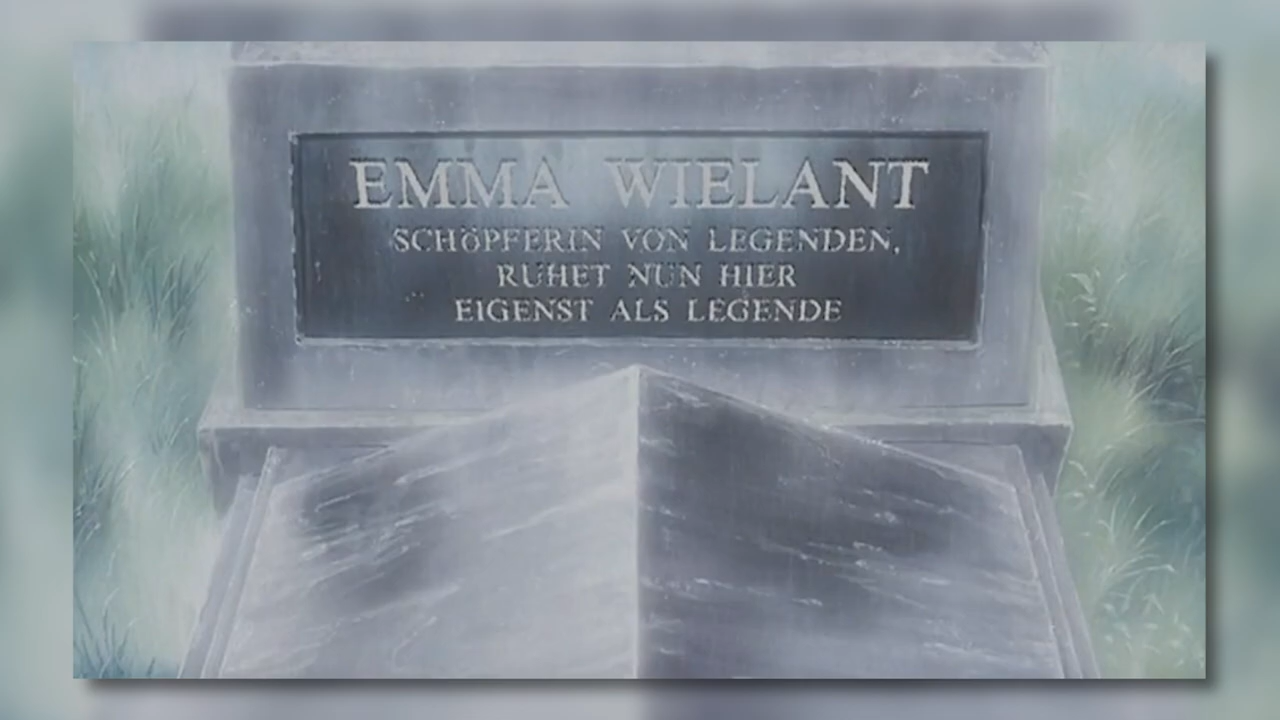 EMMA WIELANT
SCHÖPFERIN VON LEGENDEN,
RUHET NUN HIER
EIGENST ALS LEGENDE